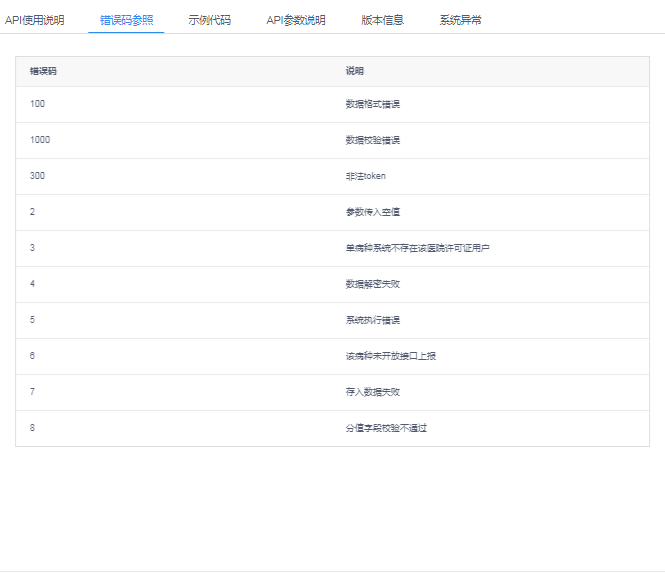 API使用说明 错误码参照 示例代码 API参数说明 版本信息 系统异常
错误码 说明
100 数据格式错误
1000 数据校验错误
300 非法token
2 参数传入空值
3 单病种系统不存在该医院许可证用户
4 数据解密失败
5 系统执行错误
6 该病种未开放接口上报
7 存入数据失败
8 分值字段校验不通过